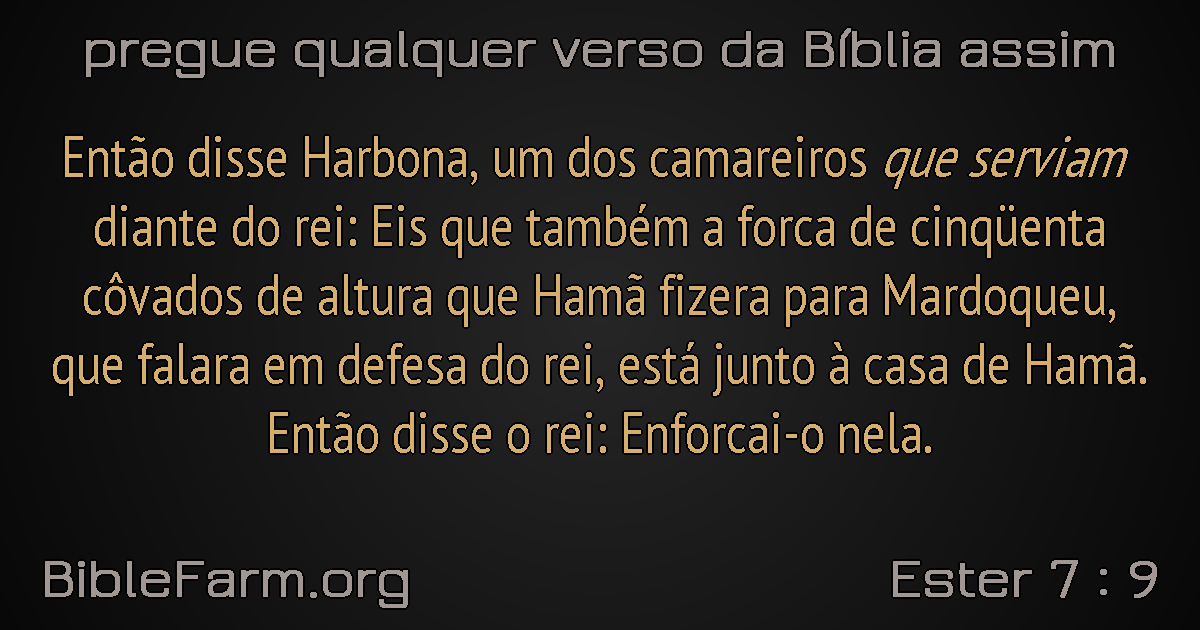 pregue qualquer verso da Bíblia assim
Então disse Harbona, um dos camareiros que serviam
diante do rei: Eis que também a forca de cinqüenta
côvados de altura que Hamã fizera para Mardoqueu,
que falara em defesa do rei, está junto à casa de Hamã.
Então disse o rei: Enforcai-o nela.
BibleFarm.org
Ester 7 : 9